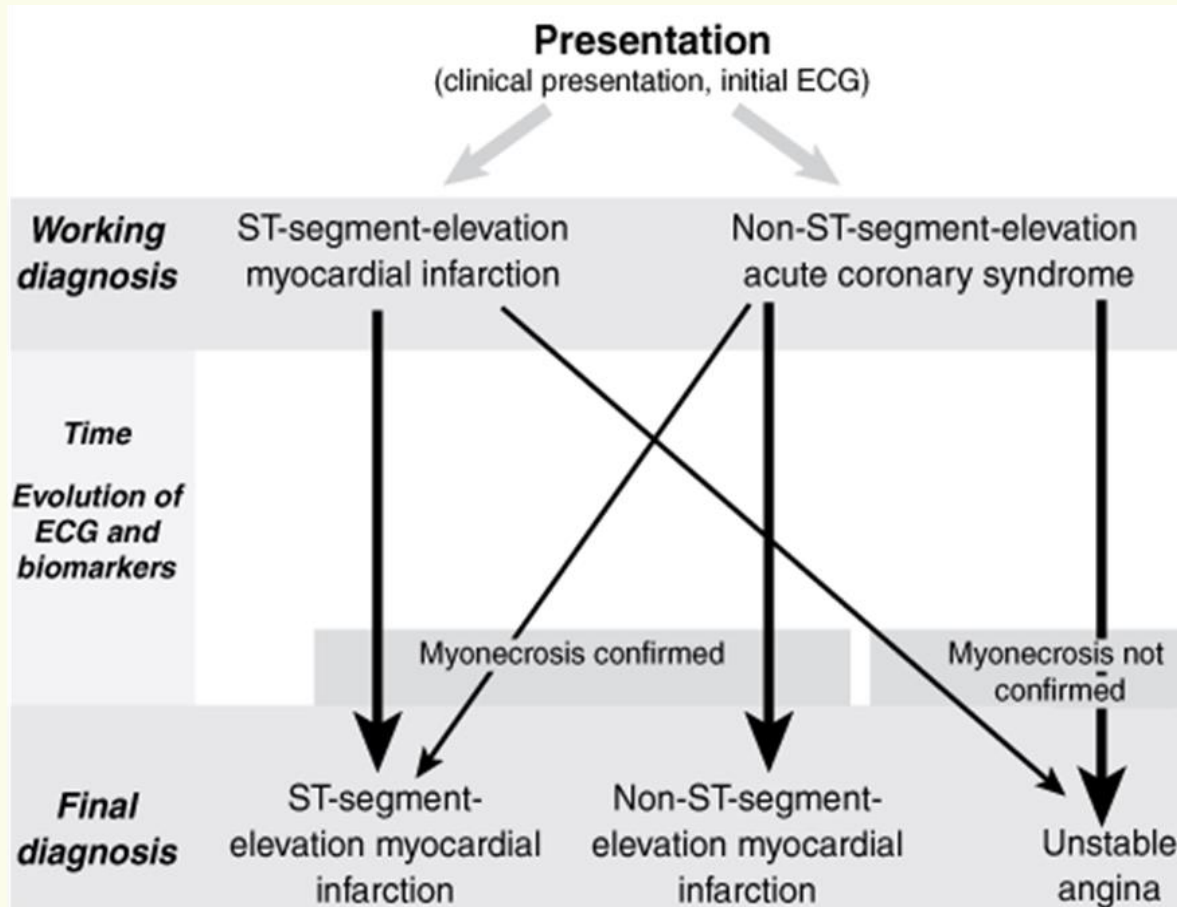 Presentation
(clinical presentation, initial ECG)
Working
diagnosis
ST-segment-elevation
myocardial infarction
Non-ST-segment-elevation
acute coronary syndrome
Time
Evolution of
ECG and
biomarkers
Myonecrosis confirmed
Myonecrosis not
confirmed
Final
diagnosis
ST-segment-
elevation myocardial
infarction
Non-ST-segment-
elevation myocardial
infarction
Unstable
angina